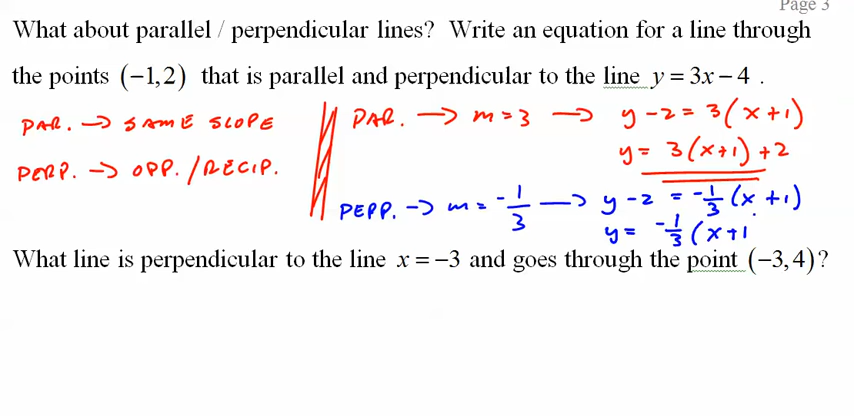 Page 3
What about parallel / perpendicular lines? Write an equation for a line through
the points (−1,2) that is parallel and perpendicular to the line y = 3x − 4 .
PAR. → SAME SLOPE
PERP. → OPP. / RECIP.
PAR. → m = 3 → y - 2 = 3(x+1)
y = 3(x+1) + 2
PERP. → m = -1/3 → y - 2 = -1/3 (x+1)
y = -1/3 (x+1
What line is perpendicular to the line x = −3 and goes through the point (−3,4)?